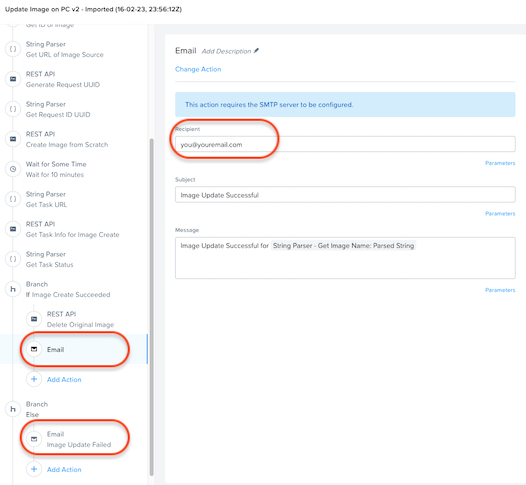 Update Image on PC v2 - Imported (16-02-23, 23:56:12Z)
Get ID of Image
String Parser
Get URL of Image Source
REST API
Generate Request UUID
String Parser
Get Request ID UUID
REST API
Create Image from Scratch
Wait for Some Time
Wait for 10 minutes
String Parser
Get Task URL
REST API
Get Task Info for Image Create
String Parser
Get Task Status
Branch
If Image Create Succeeded
REST API
Delete Original Image
Email
Add Action
Branch
Else
Email
Image Update Failed
Add Action
Email Add Description
Change Action
This action requires the SMTP server to be configured.
Recipient
you@youremail.com
Parameters
Subject
Image Update Successful
Parameters
Message
Image Update Successful for String Parser - Get Image Name: Parsed String
Parameters